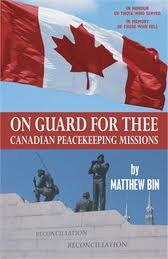 IN HONOUR
OF THOSE WHO SERVED
IN MEMORY
OF THOSE WHO FELL
ON GUARD FOR THEE
CANADIAN PEACEKEEPING MISSIONS
by
MATTHEW BIN
RECONCILIATION
RECONCILIATION